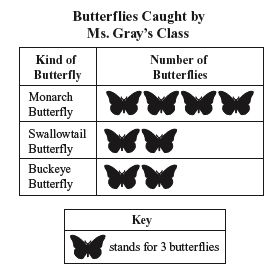 Butterflies Caught by
Ms. Gray's Class
Kind of
Butterfly
Number of
Butterflies
Monarch
Butterfly
Swallowtail
Butterfly
Buckeye
Butterfly
Key
stands for 3 butterflies